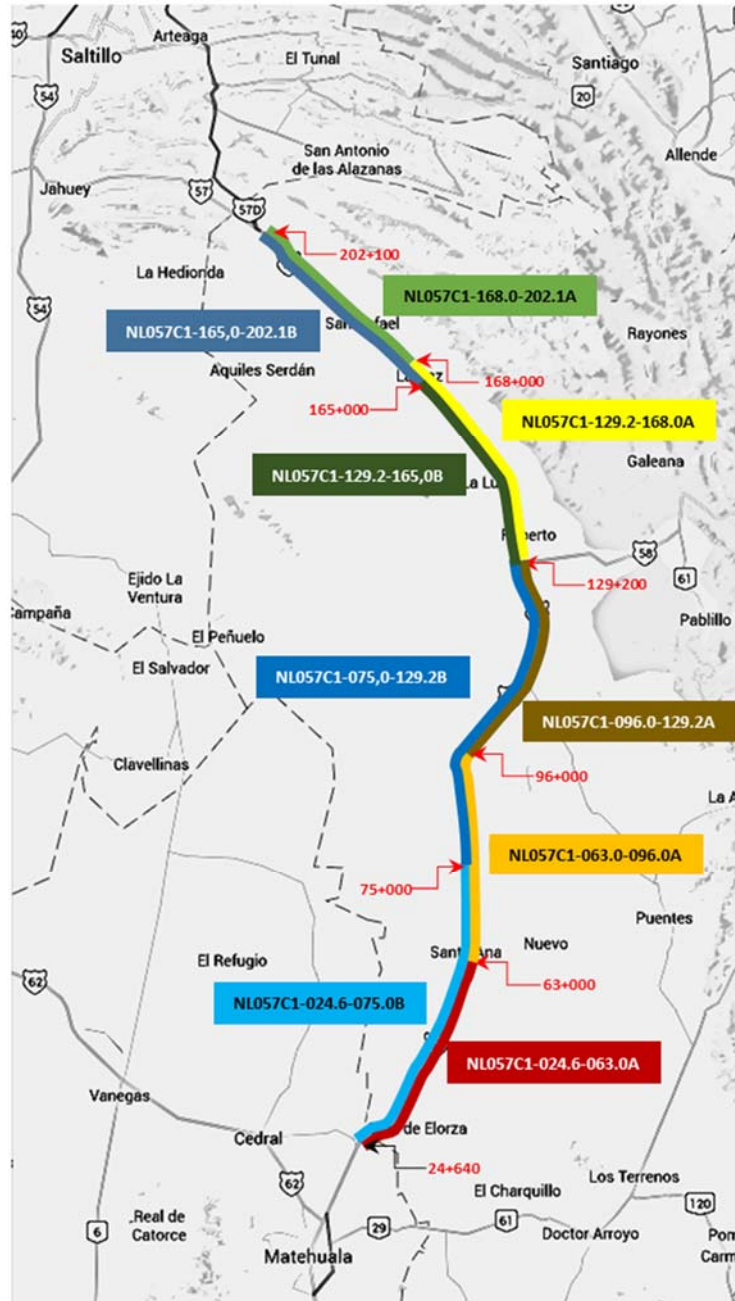 40
Saltillo
Arteaga
El Tunal
Santiago
54
20
San Antonio
de las Alazanas
Allende
Jahuey
57
57D
202+100
La Hedionda
NL057C1-168.0-202.1A
54
NL057C1-165,0-202.1B
Rayones
Aquiles Serdán
168+000
165+000
NL057C1-129.2-168.0A
Galeana
NL057C1-129.2-165,0B
La Lu
58
129+200
61
Ejido La
Ventura
Campaña
Pablillo
El Peñuelo
El Salvador
NL057C1-075,0-129.2B
NL057C1-096.0-129.2A
Clavellinas
96+000
La A
NL057C1-063.0-096.0A
75+000
Puentes
El Refugio
Nuevo
62
63+000
NL057C1-024.6-075.0B
NL057C1-024.6-063.0A
Vanegas
de Elorza
Cedral
24+640
62
El Charquillo
Los Terrenos
120
6
Real de
Catorce
29
61
Doctor Arroyo
Matehuala
Pom
Carm